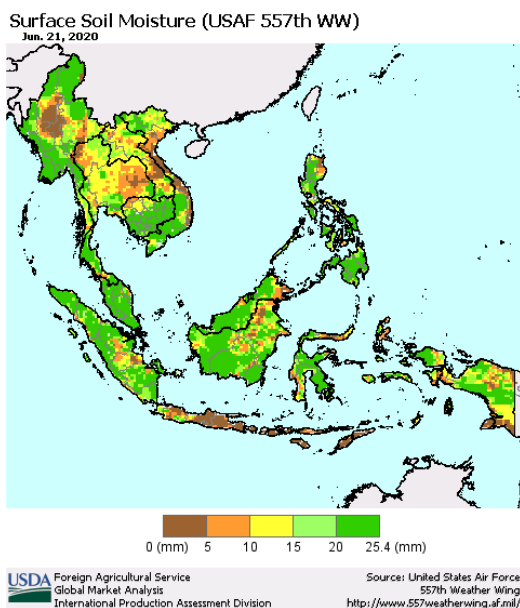 Surface Soil Moisture (USAF 557th WW)
Jun. 21, 2020
0 (mm) 5 10 15 20 25.4 (mm)
USDA Foreign Agricultural Service
Global Market Analysis
International Production Assessment Division
Source: United States Air Force
557th Weather Wing
http://www.557weatherwing.af.mil/